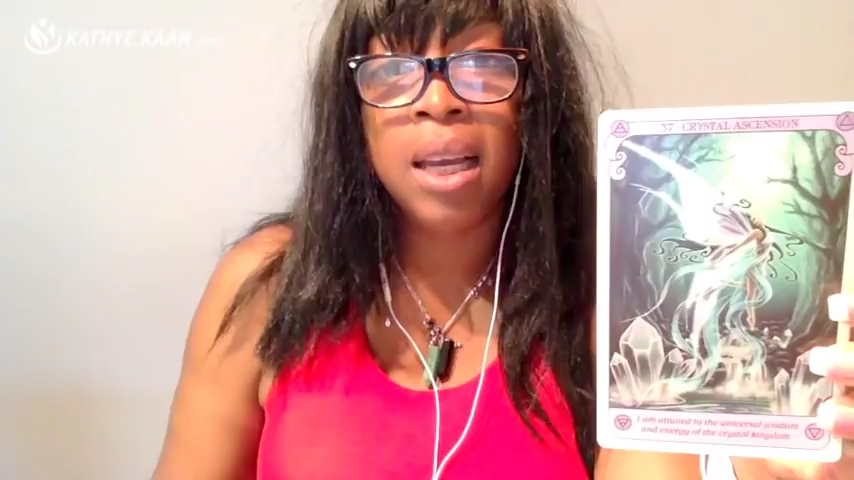 KATHYE KAAN
37 CRYSTAL ASCENSION
I am attuned to the universal wisdom
and energy of the crystal kingdom